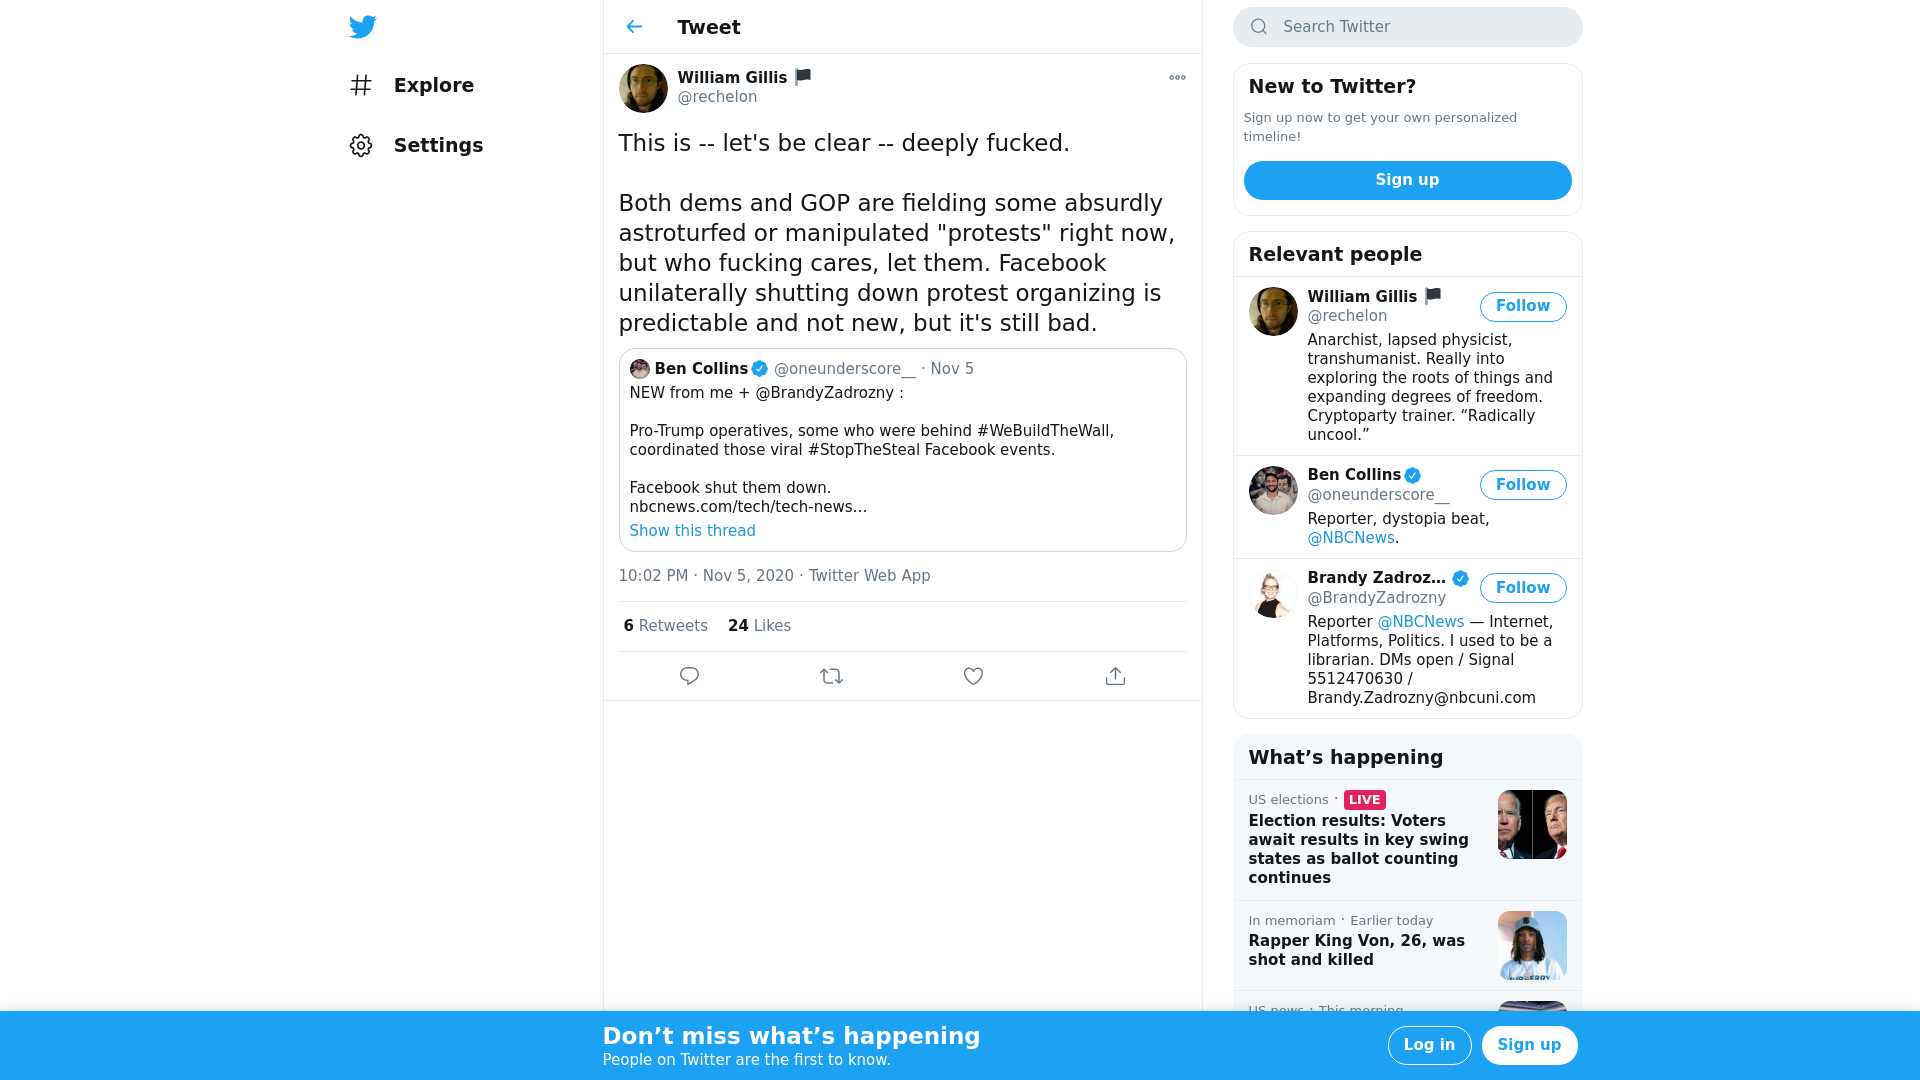 Explore
Settings
Tweet
William Gillis
@rechelon
This is -- let's be clear -- deeply fucked.
Both dems and GOP are fielding some absurdly
astroturfed or manipulated "protests" right now,
but who fucking cares, let them. Facebook
unilaterally shutting down protest organizing is
predictable and not new, but it's still bad.
Ben Collins @oneunderscore__ · Nov 5
NEW from me + @BrandyZadrozny :
Pro-Trump operatives, some who were behind #WeBuildTheWall,
coordinated those viral #StopTheSteal Facebook events.
Facebook shut them down.
nbcnews.com/tech/tech-news…
Show this thread
10:02 PM · Nov 5, 2020 · Twitter Web App
6 Retweets 24 Likes
Search Twitter
New to Twitter?
Sign up now to get your own personalized
timeline!
Sign up
Relevant people
William Gillis
@rechelon
Follow
Anarchist, lapsed physicist,
transhumanist. Really into
exploring the roots of things and
expanding degrees of freedom.
Cryptoparty trainer. “Radically
uncool.”
Ben Collins
@oneunderscore__
Follow
Reporter, dystopia beat,
@NBCNews.
Brandy Zadroz…
@BrandyZadrozny
Follow
Reporter @NBCNews — Internet,
Platforms, Politics. I used to be a
librarian. DMs open / Signal
5512470630 /
Brandy.Zadrozny@nbcuni.com
What’s happening
US elections · LIVE
Election results: Voters
await results in key swing
states as ballot counting
continues
In memoriam · Earlier today
Rapper King Von, 26, was
shot and killed
US news · This morning
Don’t miss what’s happening
People on Twitter are the first to know.
Log in
Sign up